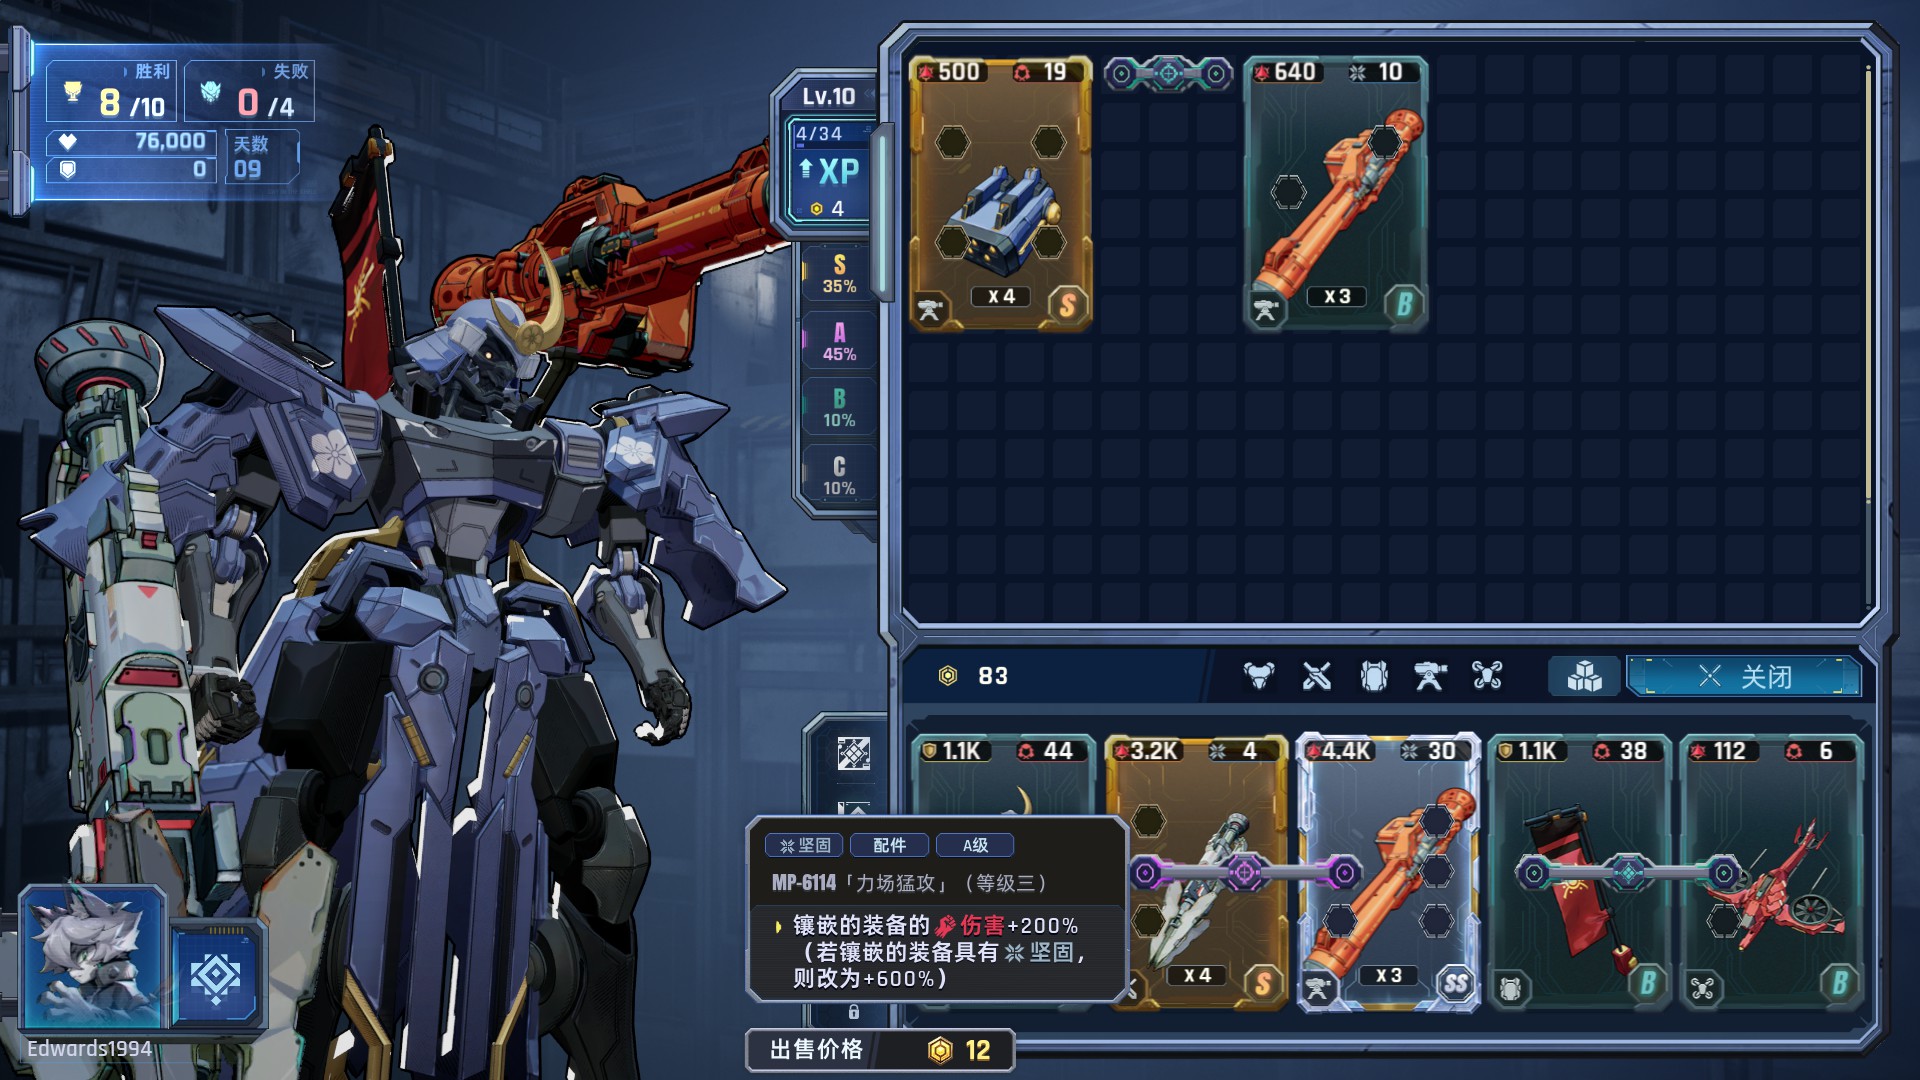 胜利
8 /10
失败
0 /4
76,000
0
天数
09
Lv.10
4/34
XP
4
S
35%
A
45%
B
10%
C
10%
500
19
x4
S
640
10
x3
B
83
关闭
1.1K
44
3.2K
4
x4
S
4.4K
30
x3
SS
1.1K
38
B
112
6
B
坚固
配件
A级
MP-6114「力场猛攻」（等级三）
镶嵌的装备的伤害+200%
（若镶嵌的装备具有坚固，
则改为+600%)
出售价格
12
Edwards1994